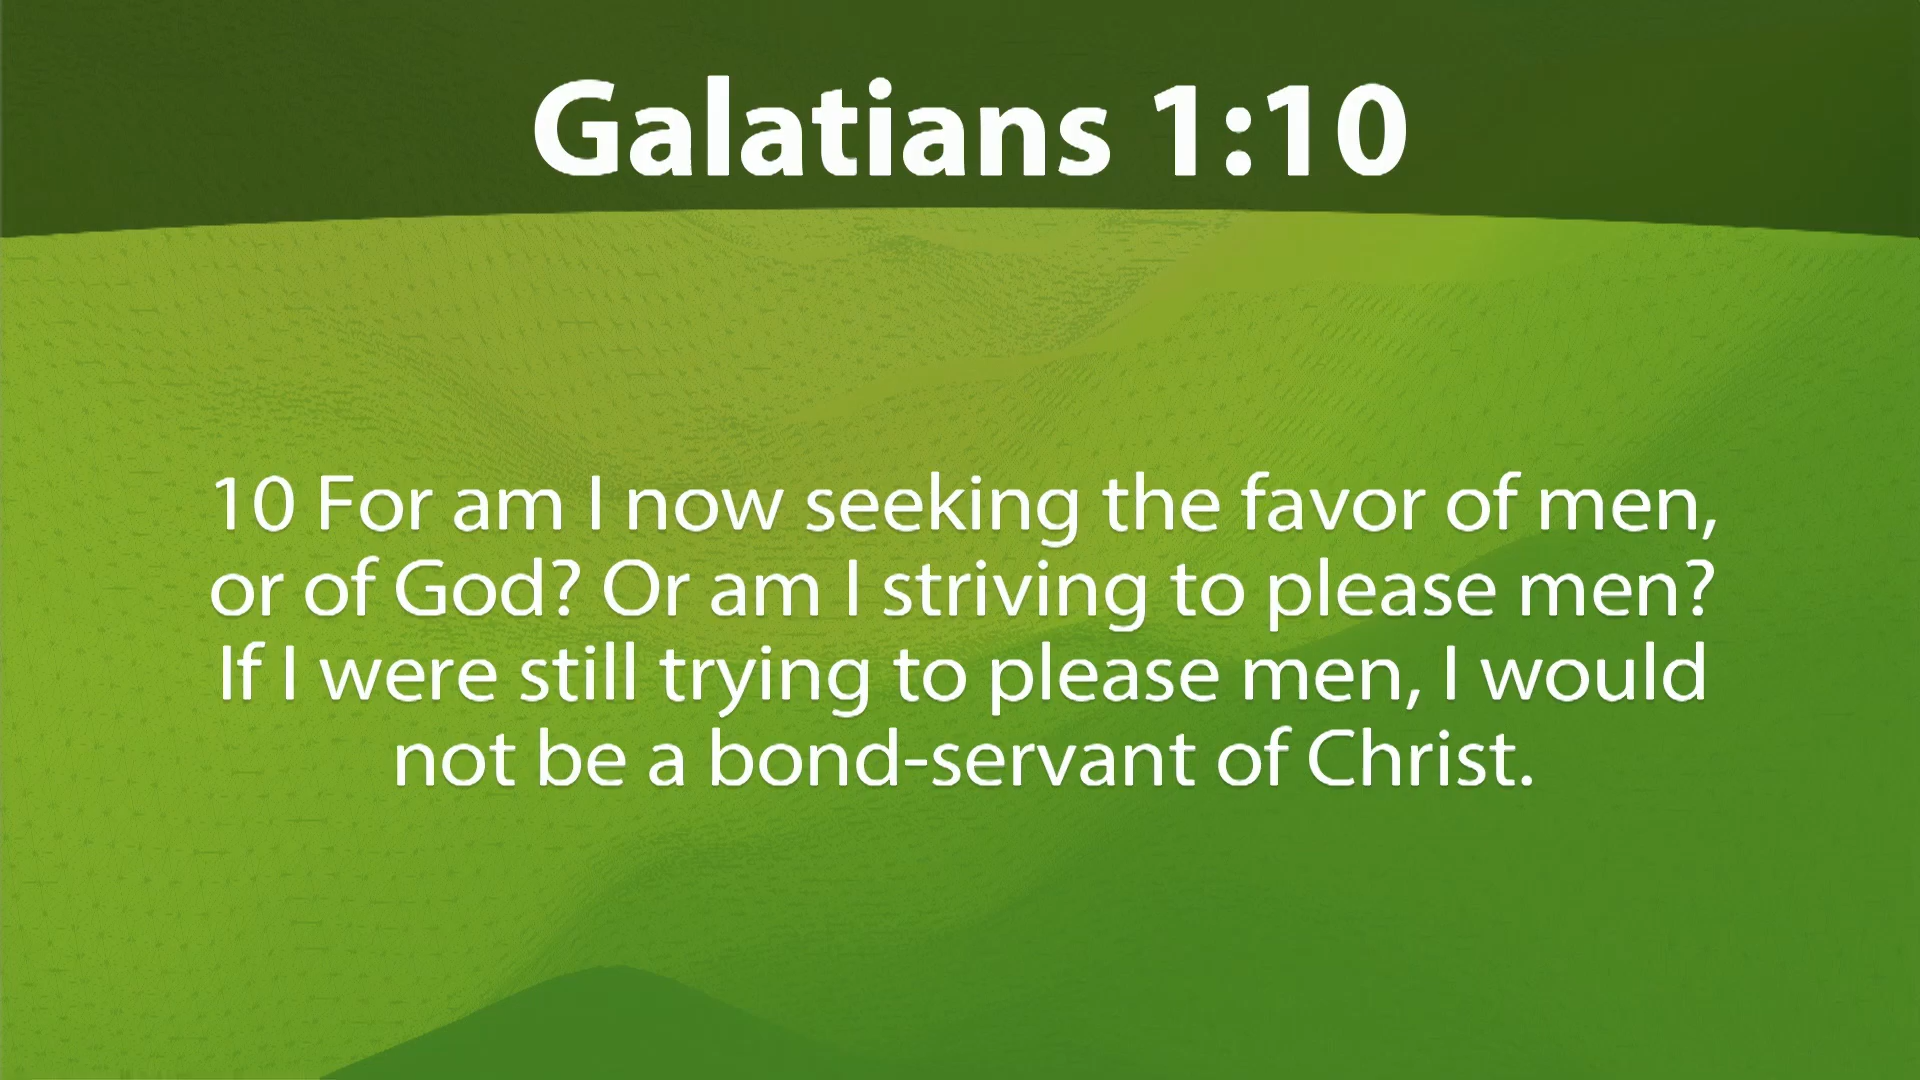 Galatians 1:10
10 For am I now seeking the favor of men,
or of God? Or am I striving to please men?
If I were still trying to please men, I would
not be a bond-servant of Christ.